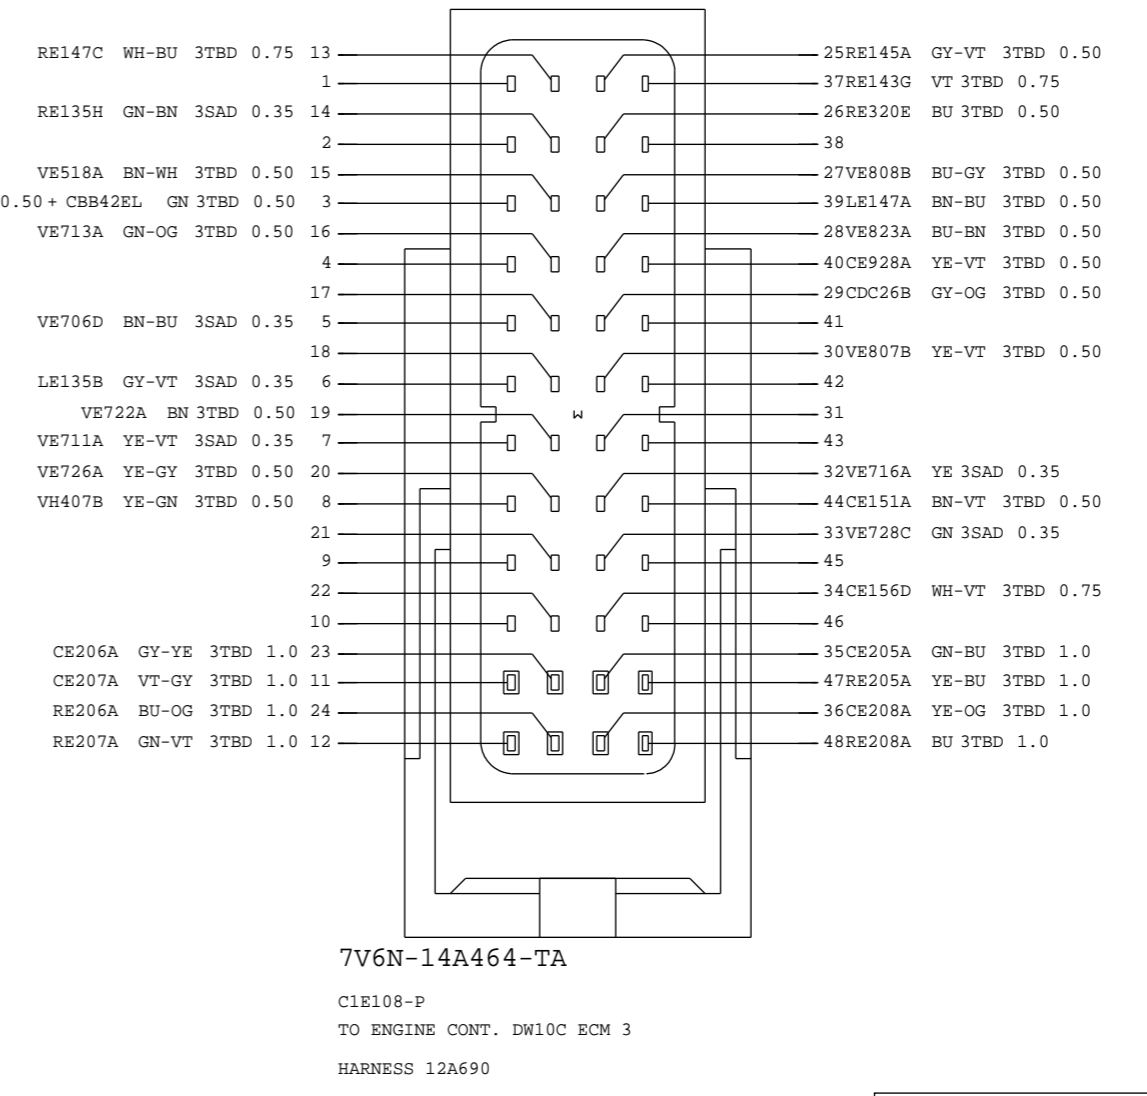 RE147C WH-BU 3TBD 0.75 13
1
RE135H GN-BN 3SAD 0.35 14
2
VE518A BN-WH 3TBD 0.50 15
0.50 + CBB42EL GN 3TBD 0.50 3
VE713A GN-OG 3TBD 0.50 16
4
17
VE706D BN-BU 3SAD 0.35 5
18
LE135B GY-VT 3SAD 0.35 6
VE722A BN 3TBD 0.50 19
VE711A YE-VT 3SAD 0.35 7
VE726A YE-GY 3TBD 0.50 20
VH407B YE-GN 3TBD 0.50 8
21
9
22
10
CE206A GY-YE 3TBD 1.0 23
CE207A VT-GY 3TBD 1.0 11
RE206A BU-OG 3TBD 1.0 24
RE207A GN-VT 3TBD 1.0 12
25RE145A GY-VT 3TBD 0.50
37RE143G VT 3TBD 0.75
26RE320E BU 3TBD 0.50
38
27VE808B BU-GY 3TBD 0.50
39LE147A BN-BU 3TBD 0.50
28VE823A BU-BN 3TBD 0.50
40CE928A YE-VT 3TBD 0.50
29CDC26B GY-OG 3TBD 0.50
41
30VE807B YE-VT 3TBD 0.50
42
31
43
32VE716A YE 3SAD 0.35
44CE151A BN-VT 3TBD 0.50
33VE728C GN 3SAD 0.35
45
34CE156D WH-VT 3TBD 0.75
46
35CE205A GN-BU 3TBD 1.0
47RE205A YE-BU 3TBD 1.0
36CE208A YE-OG 3TBD 1.0
48RE208A BU 3TBD 1.0
7V6N-14A464-TA
C1E108-P
TO ENGINE CONT. DW10C ECM 3
HARNESS 12A690